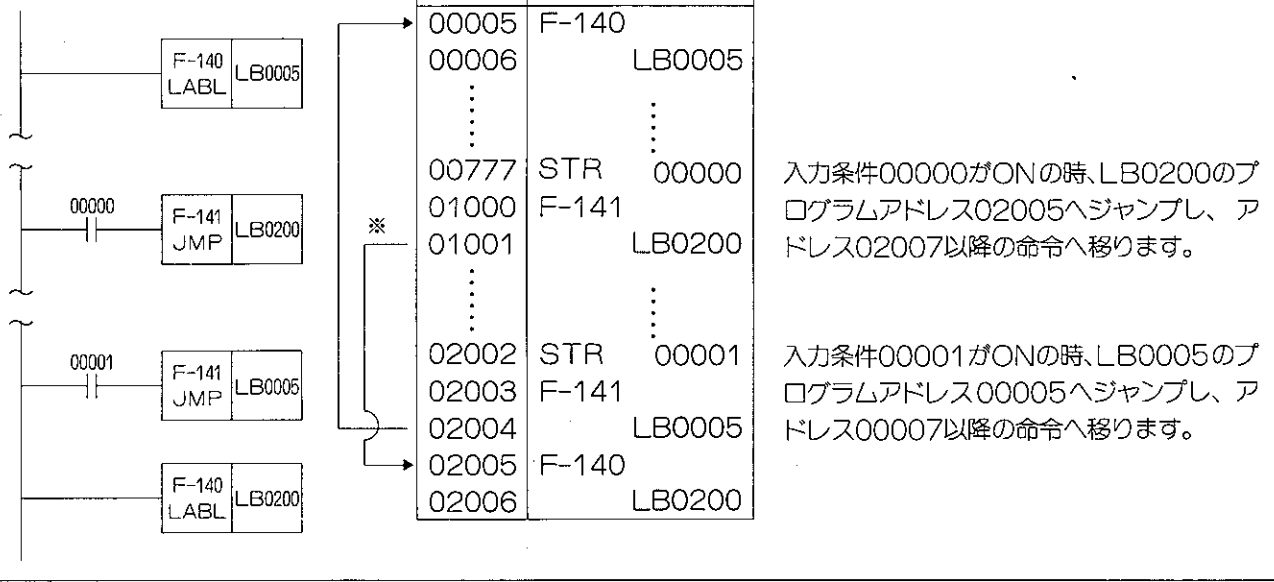 F-140
LABL
LB0005
00000
F-141
JMP
LB0200
00001
F-141
JMP
LB0005
F-140
LABL
LB0200
※
00005 F-140
00006 LB0005
00777 STR 00000
01000 F-141
01001 LB0200
02002 STR 00001
02003 F-141
02004 LB0005
02005 F-140
02006 LB0200
入力条件00000がONの時、LB0200のプ
ログラムアドレス02005へジャンプし、ア
ドレス02007以降の命令へ移ります。
入力条件00001がONの時、LB0005のプ
ログラムアドレス00005へジャンプし、ア
ドレス00007以降の命令へ移ります。